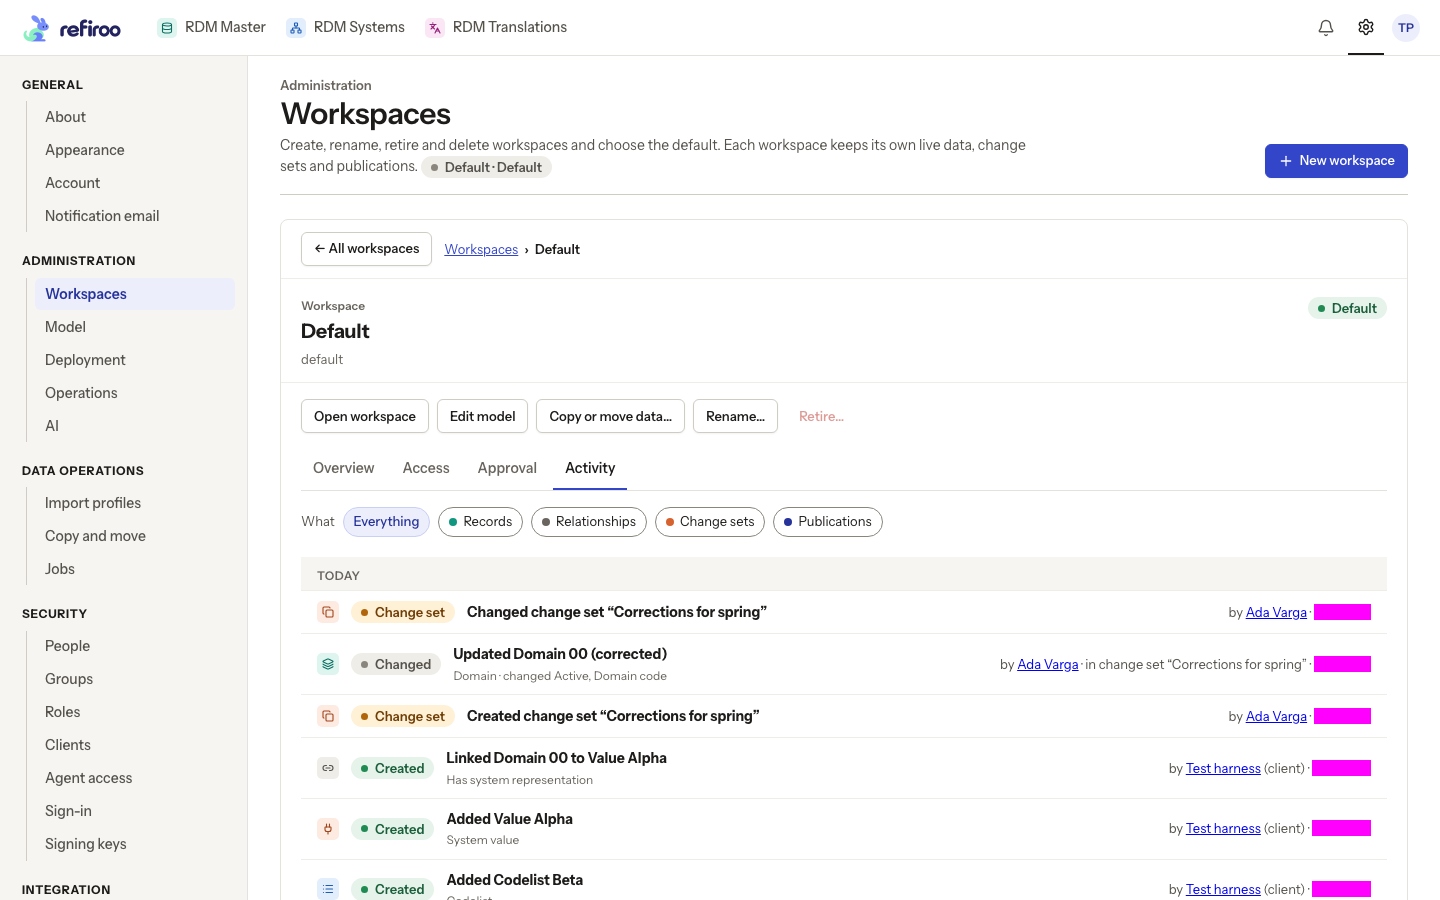 refiroo
RDM Master
RDM Systems
RDM Translations
TP
GENERAL
About
Appearance
Account
Notification email
ADMINISTRATION
Workspaces
Model
Deployment
Operations
AI
DATA OPERATIONS
Import profiles
Copy and move
Jobs
SECURITY
People
Groups
Roles
Clients
Agent access
Sign-in
Signing keys
INTEGRATION
Administration
Workspaces
Create, rename, retire and delete workspaces and choose the default. Each workspace keeps its own live data, change
sets and publications. Default · Default
+ New workspace
← All workspaces
Workspaces › Default
Workspace
Default
default
Default
Open workspace
Edit model
Copy or move data...
Rename...
Retire...
Overview
Access
Approval
Activity
What
Everything
Records
Relationships
Change sets
Publications
TODAY
Change set Changed change set “Corrections for spring” by Ada Varga ·
Changed Updated Domain 00 (corrected) by Ada Varga · in change set “Corrections for spring” ·
Domain · changed Active, Domain code
Change set Created change set “Corrections for spring” by Ada Varga ·
Created Linked Domain 00 to Value Alpha by Test harness (client) ·
Has system representation
Created Added Value Alpha by Test harness (client) ·
System value
Created Added Codelist Beta by Test harness (client) ·
Codelist